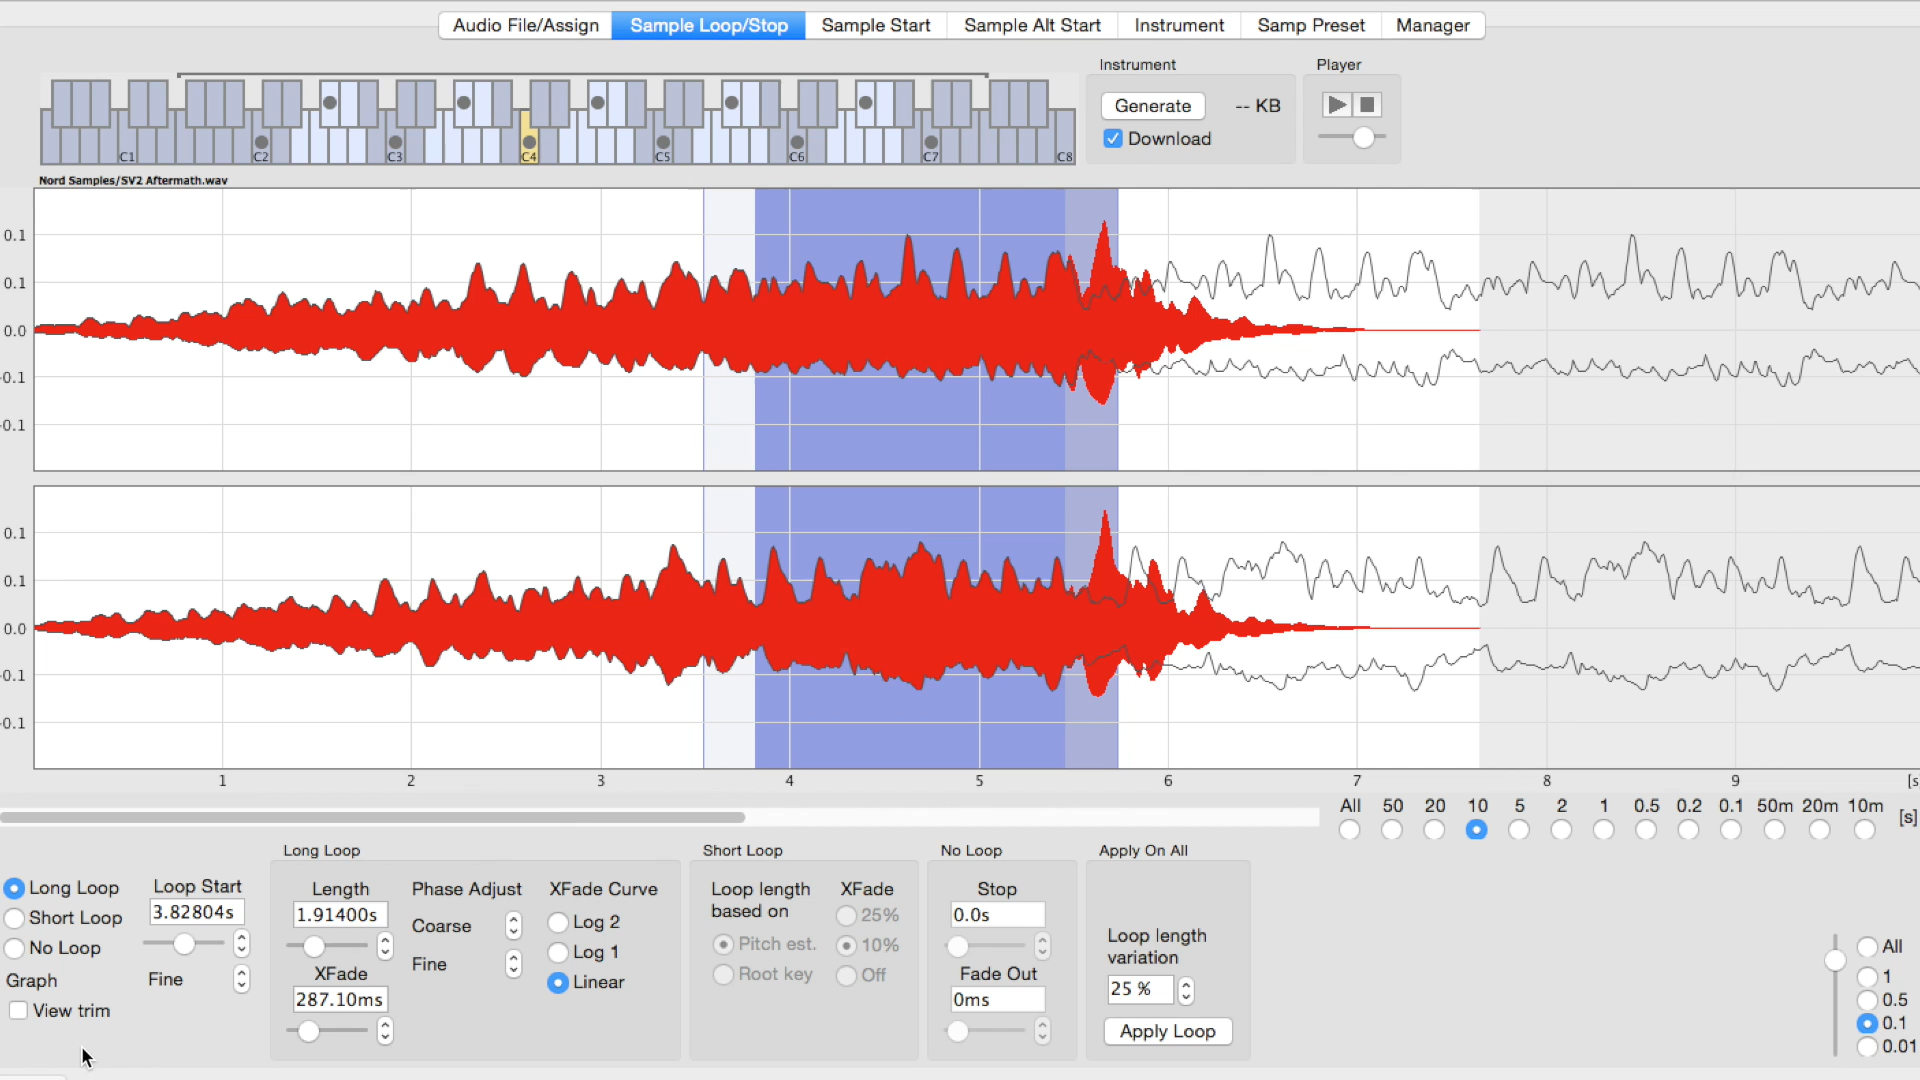 Audio File/Assign Sample Loop/Stop Sample Start Sample Alt Start Instrument Samp Preset Manager
Instrument Player
Generate -- KB
Download
C1 C2 C3 C4 C5 C6 C7 C8
Nord Samples/SV2 Aftermath.wav
0.1
0.1
0.0
-0.1
-0.1
0.1
0.1
0.0
-0.1
-0.1
1 2 3 4 5 6 7 8 9 [s
All 50 20 10 5 2 1 0.5 0.2 0.1 50m 20m 10m [s]
Long Loop Short Loop No Loop Apply On All
Long Loop
Short Loop
No Loop
Graph
View trim
Loop Start
3.82804s
Fine
Length
1.91400s
XFade
287.10ms
Phase Adjust
Coarse
Fine
XFade Curve
Log 2
Log 1
Linear
Loop length
based on
Pitch est.
Root key
XFade
25%
10%
Off
Stop
0.0s
Fade Out
0ms
Loop length
variation
25 %
Apply Loop
All
1
0.5
0.1
0.01